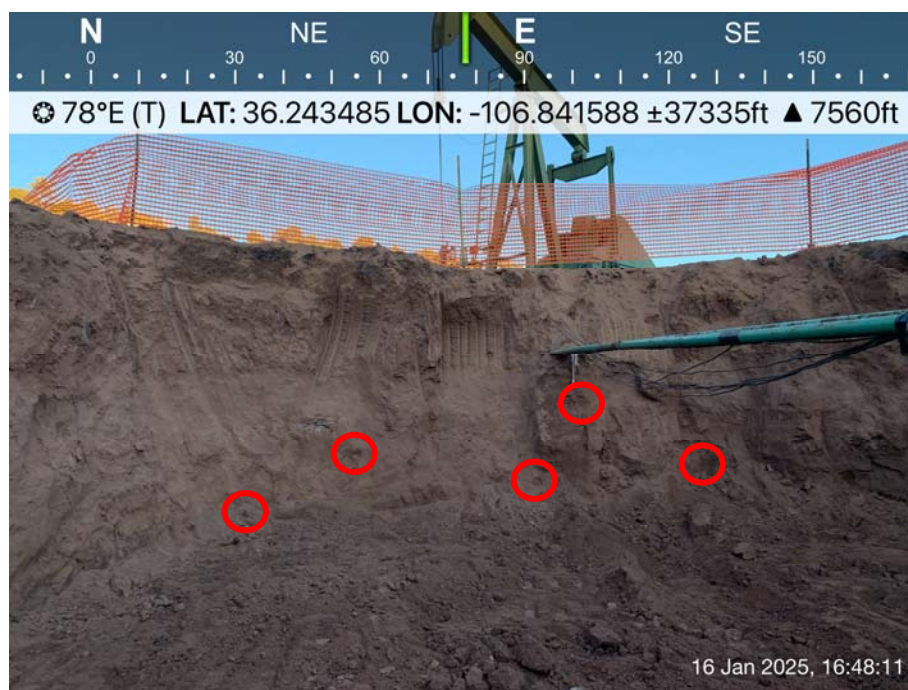 N NE E SE
0 30 60 90 120 150
78°E (T) LAT: 36.243485 LON: -106.841588 ±37335ft ▲ 7560ft
16 Jan 2025, 16:48:11